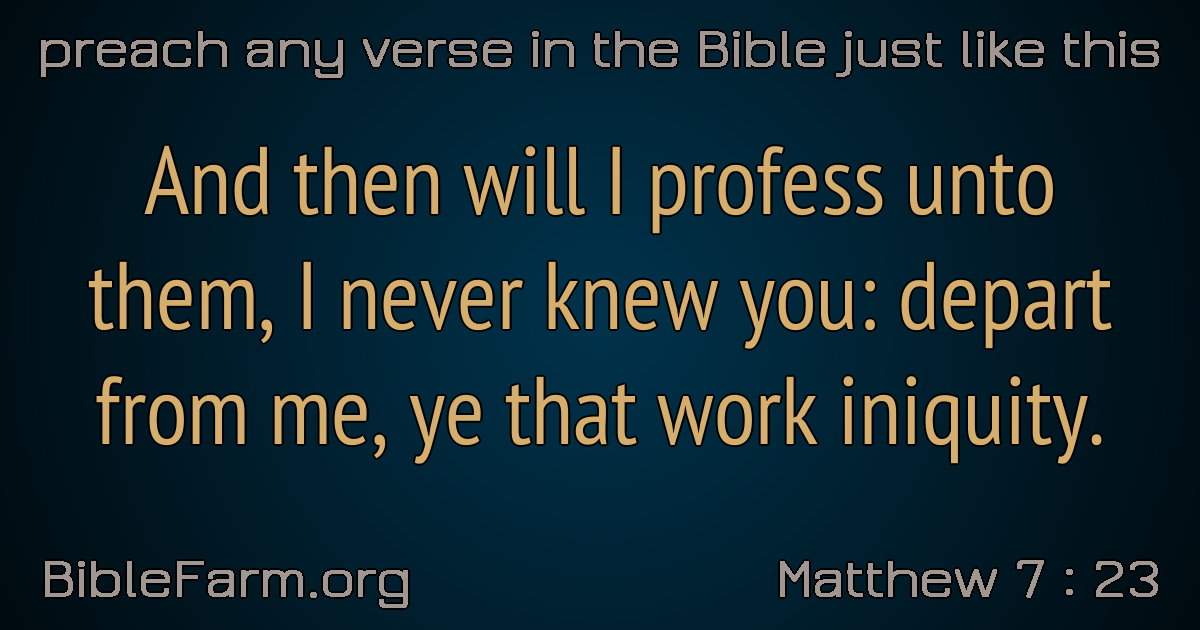 preach any verse in the Bible just like this
And then will I profess unto
them, I never knew you: depart
from me, ye that work iniquity.
BibleFarm.org
Matthew 7 : 23